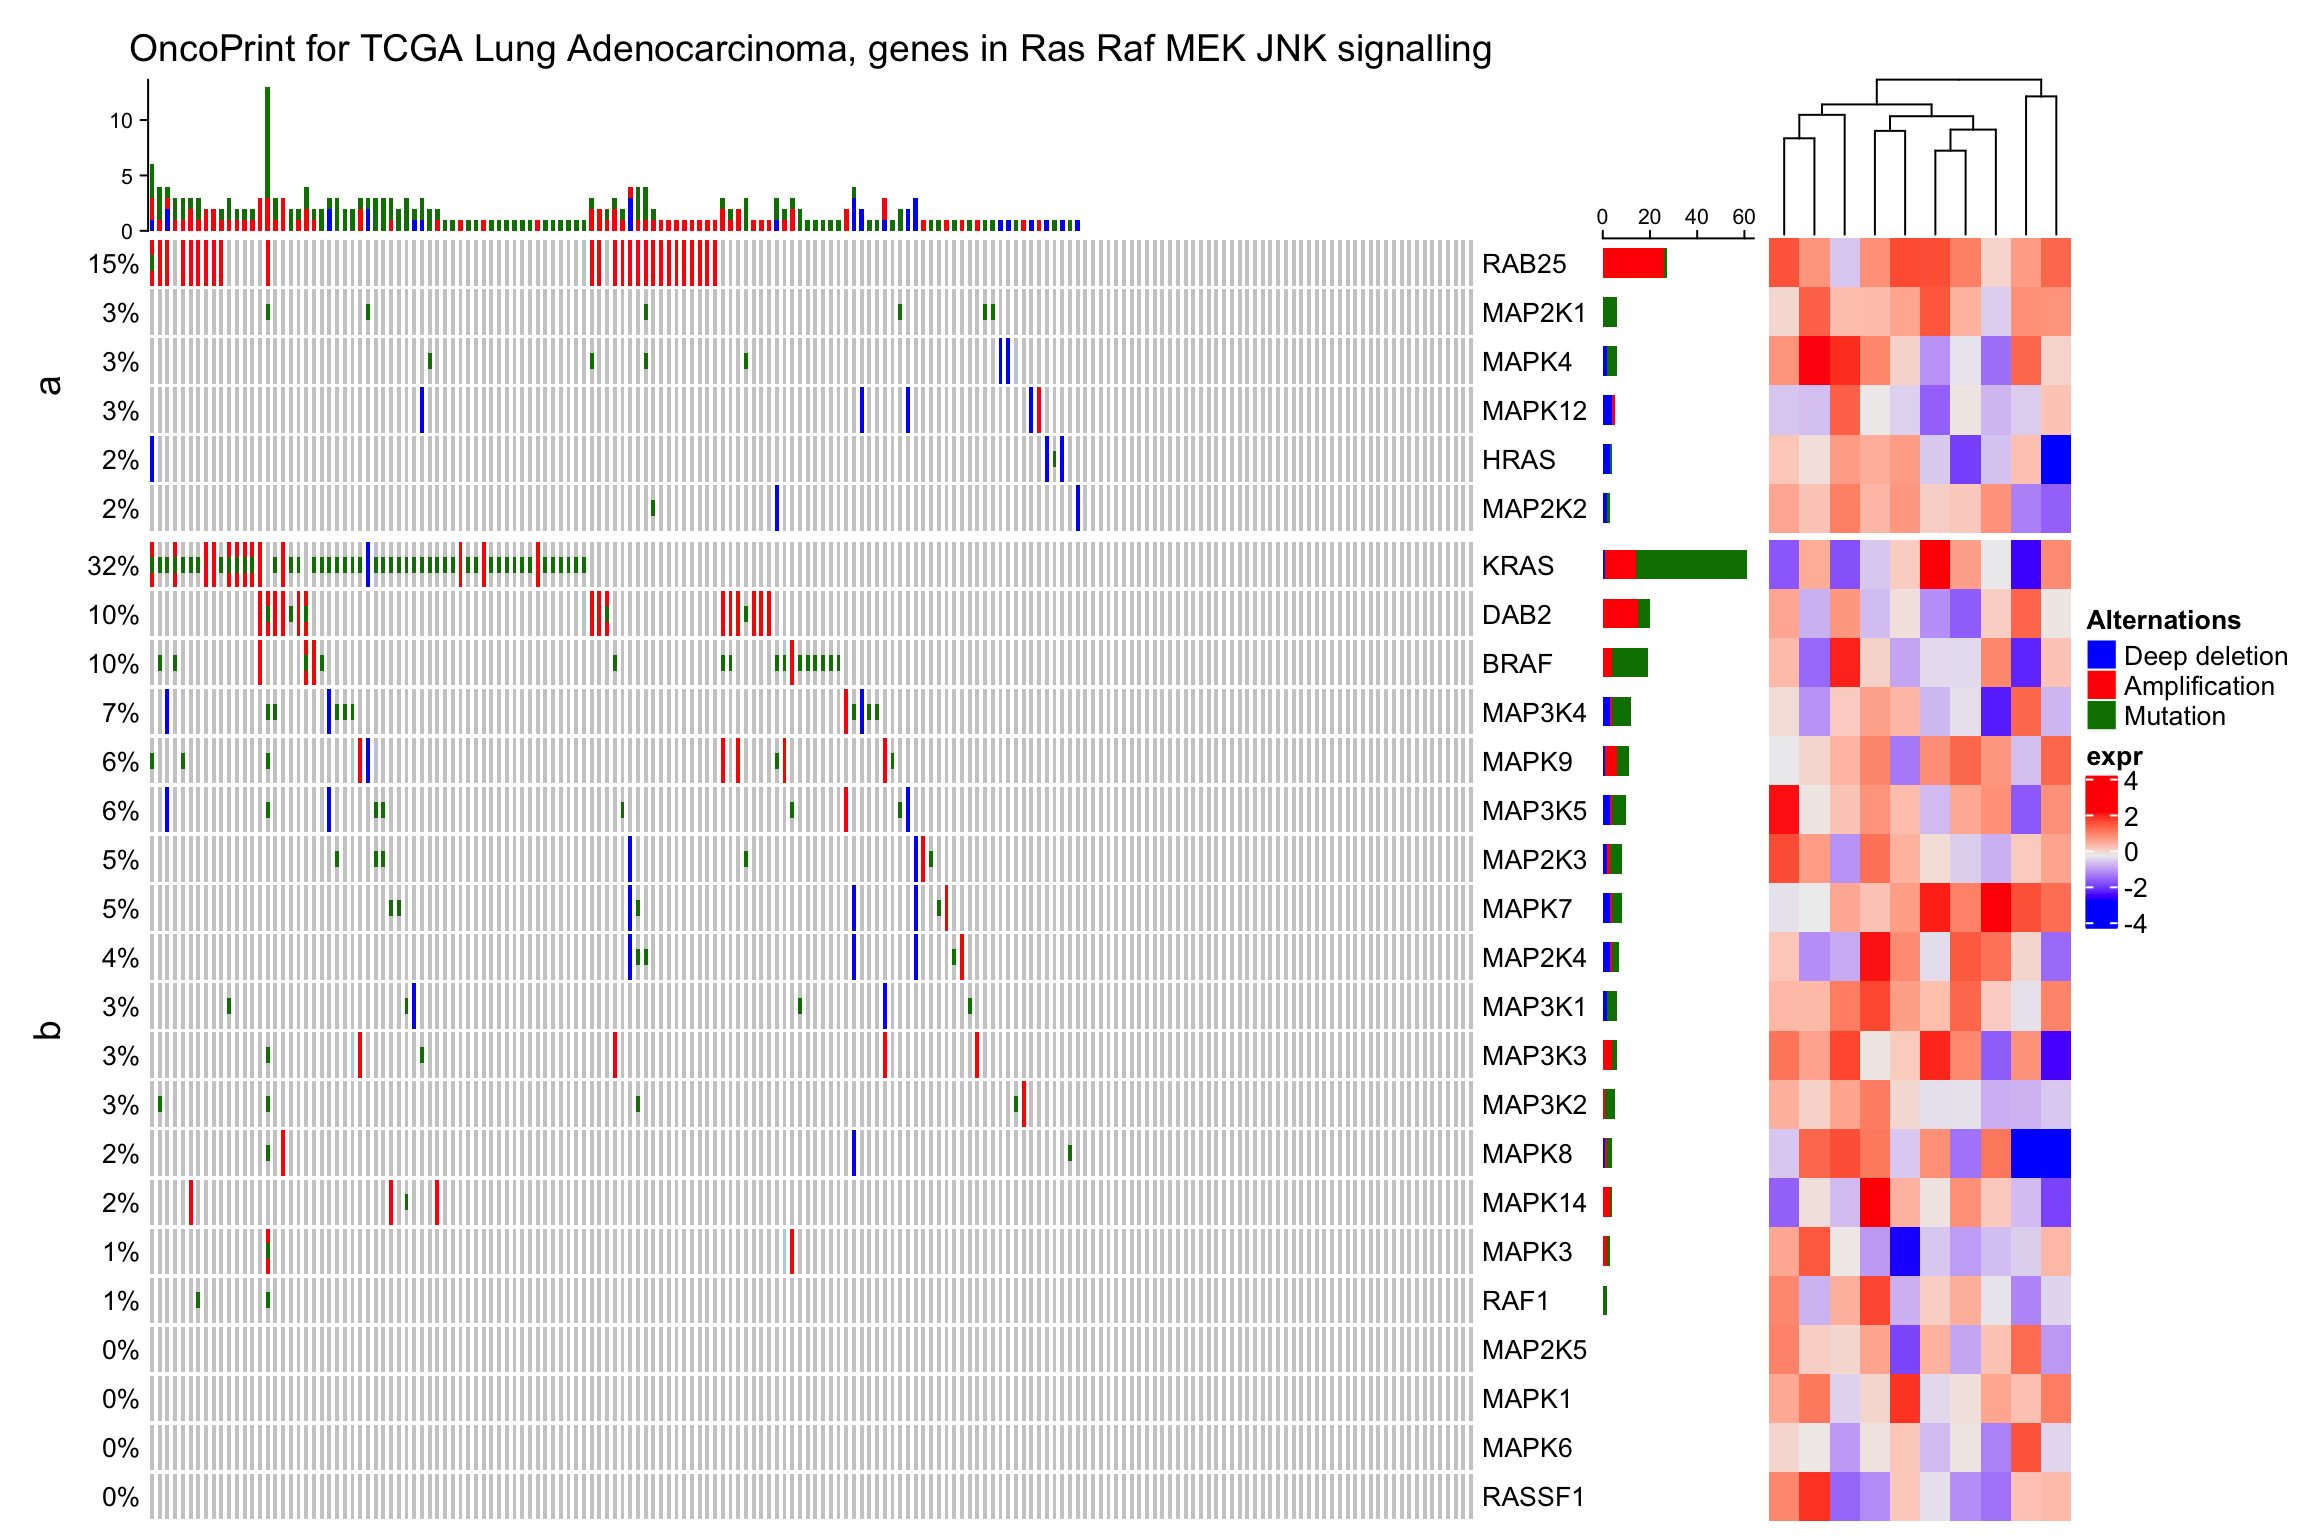 OncoPrint for TCGA Lung Adenocarcinoma, genes in Ras Raf MEK JNK signalling
10
5
0
0 20 40 60
a
15% RAB25
3% MAP2K1
3% MAPK4
3% MAPK12
2% HRAS
2% MAP2K2
b
32% KRAS
10% DAB2
10% BRAF
7% MAP3K4
6% MAPK9
6% MAP3K5
5% MAP2K3
5% MAPK7
4% MAP2K4
3% MAP3K1
3% MAP3K3
3% MAP3K2
2% MAPK8
2% MAPK14
1% MAPK3
1% RAF1
0% MAP2K5
0% MAPK1
0% MAPK6
0% RASSF1
Alternations
Deep deletion
Amplification
Mutation
expr
4
2
0
-2
-4